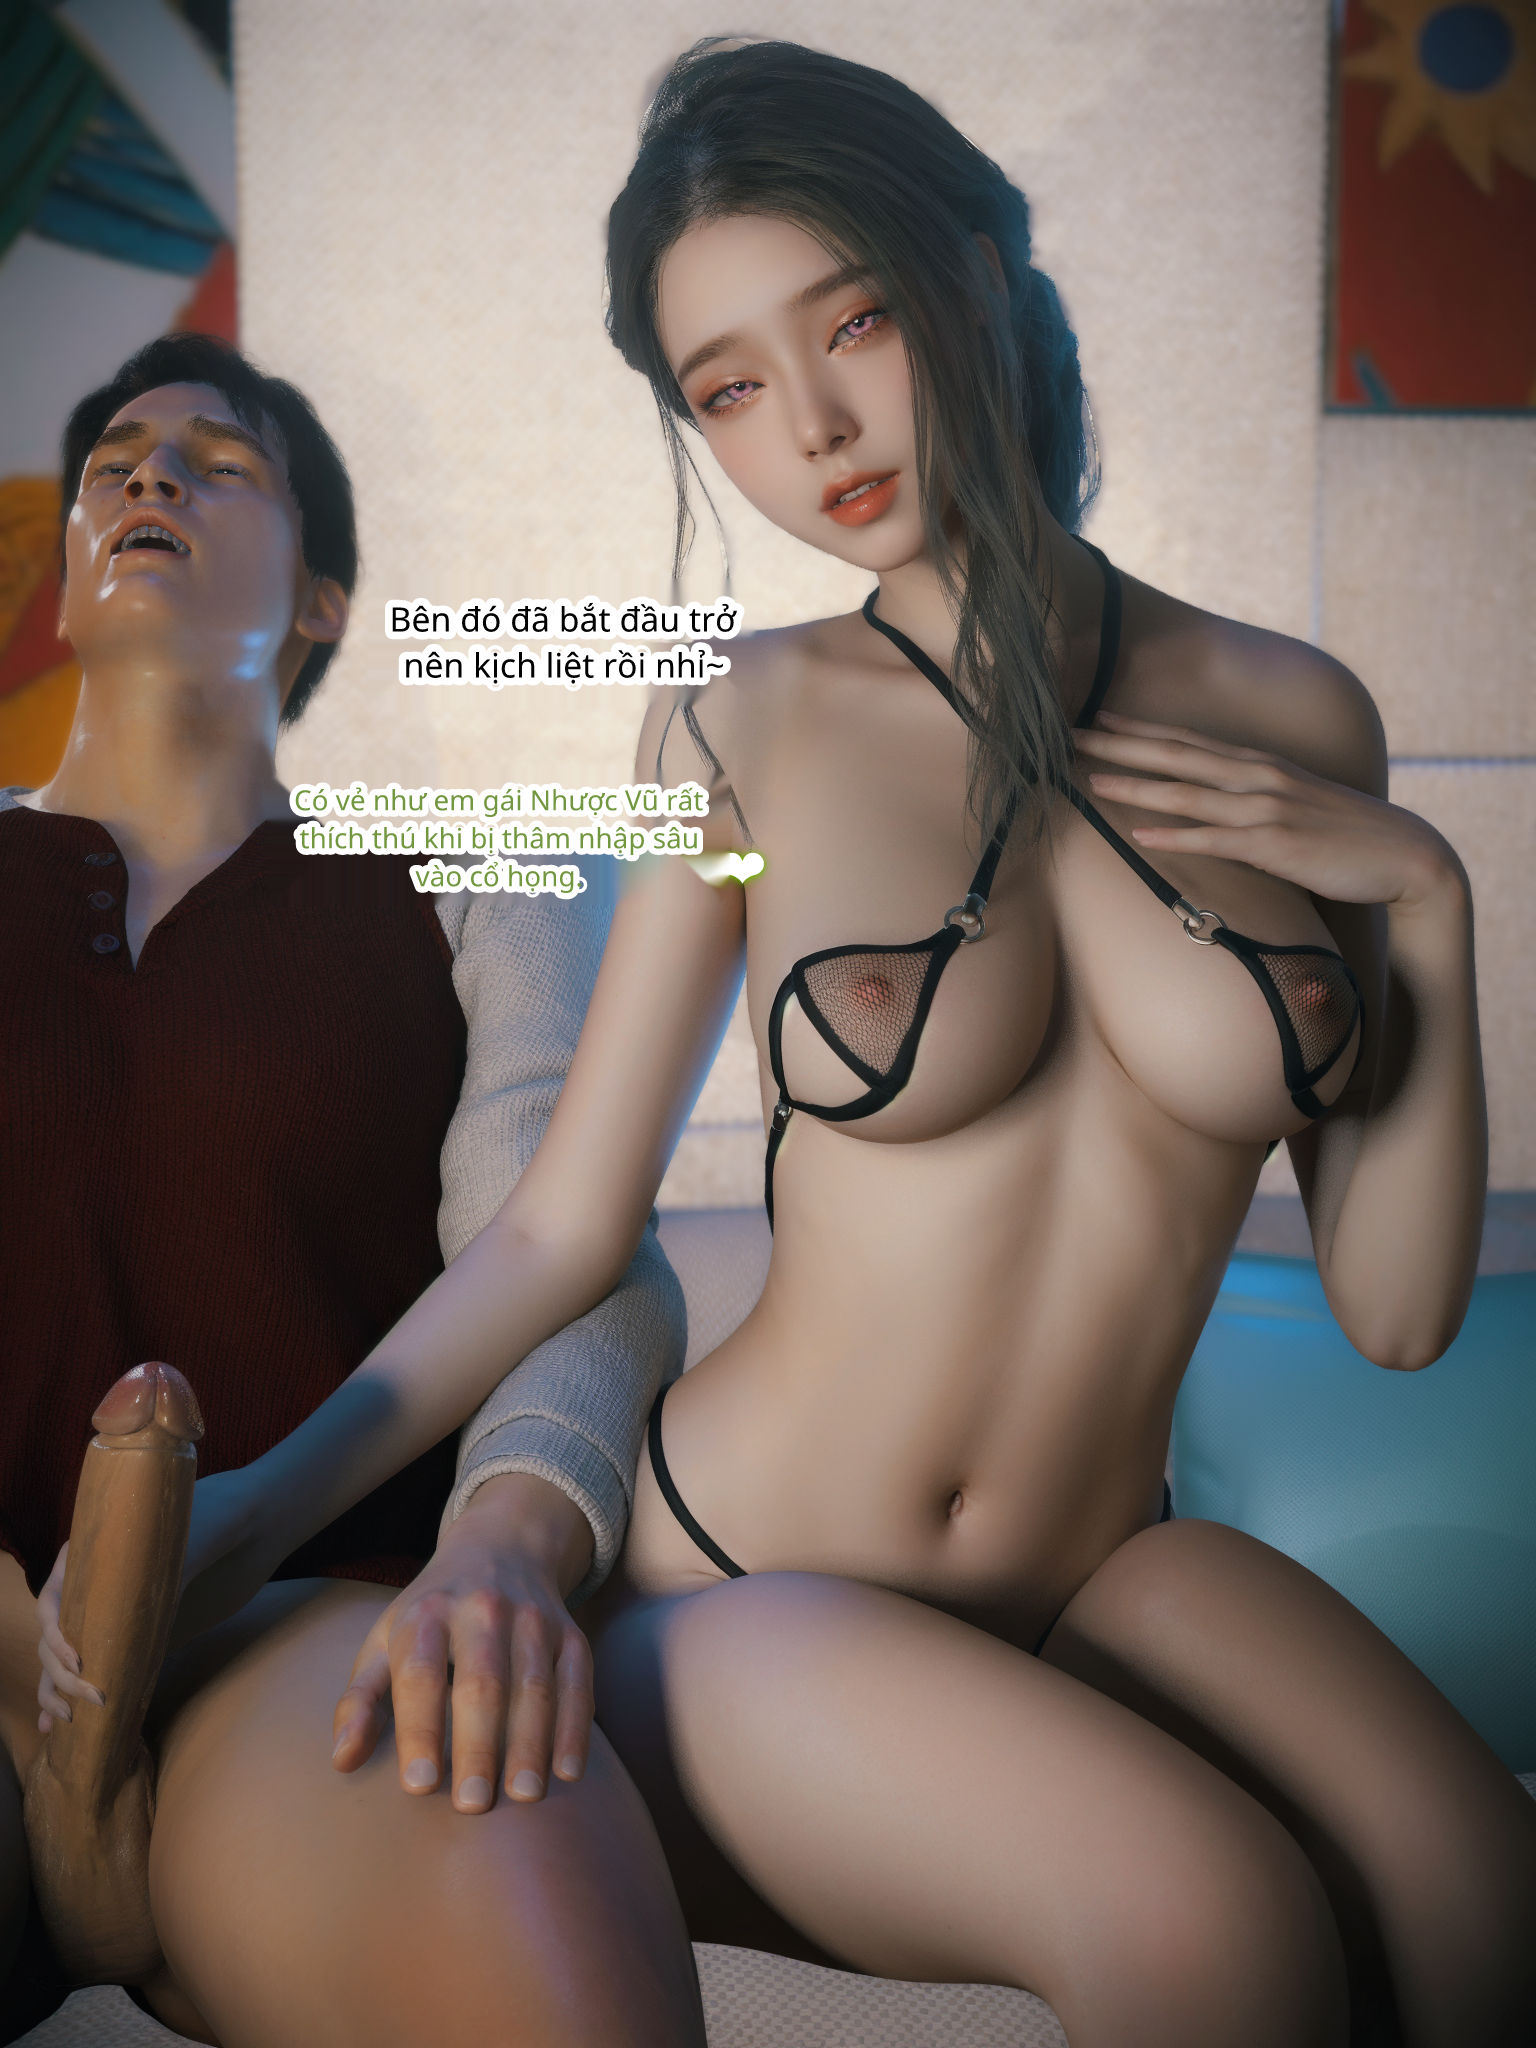 Bên đó đã bắt đầu trở
nên kịch liệt rồi nhỉ~
Có vẻ như em gái Nhược Vũ rất
thích thú khi bị thâm nhập sâu
vào cổ họng.